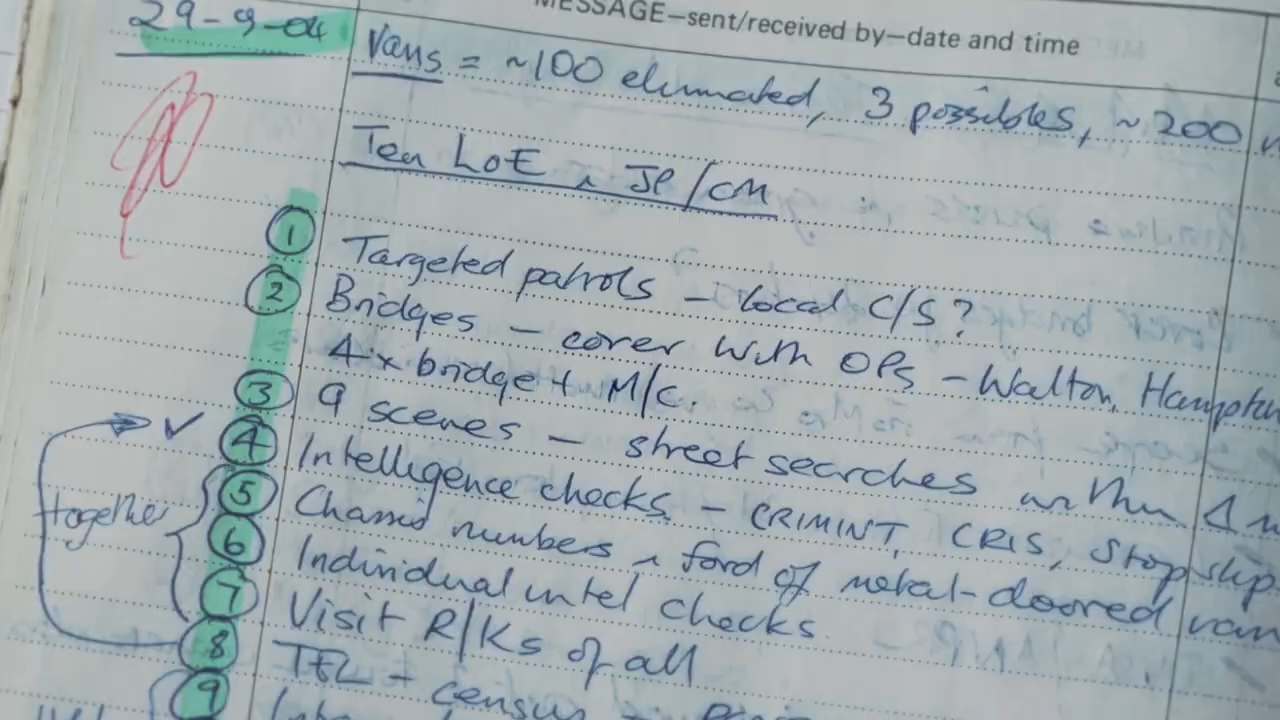 MESSAGE—sent/received by—date and time
29-9-04
Vans = ~100 eliminated, 3 possibles, ~200
Ten LoE JP/CM
1 Targeted patrols – local C/S?
2 Bridges – cover with OPs – Walton, Hampton
4 x bridge + M/C.
3 9 scenes – street searches within
4 Intelligence checks – CRIMINT, CRIS, Stop slip
together
5 Chassis numbers ford of metal-doored van
6 Individual intel checks
7 Visit R/Ks of all
8 TEL – census
9